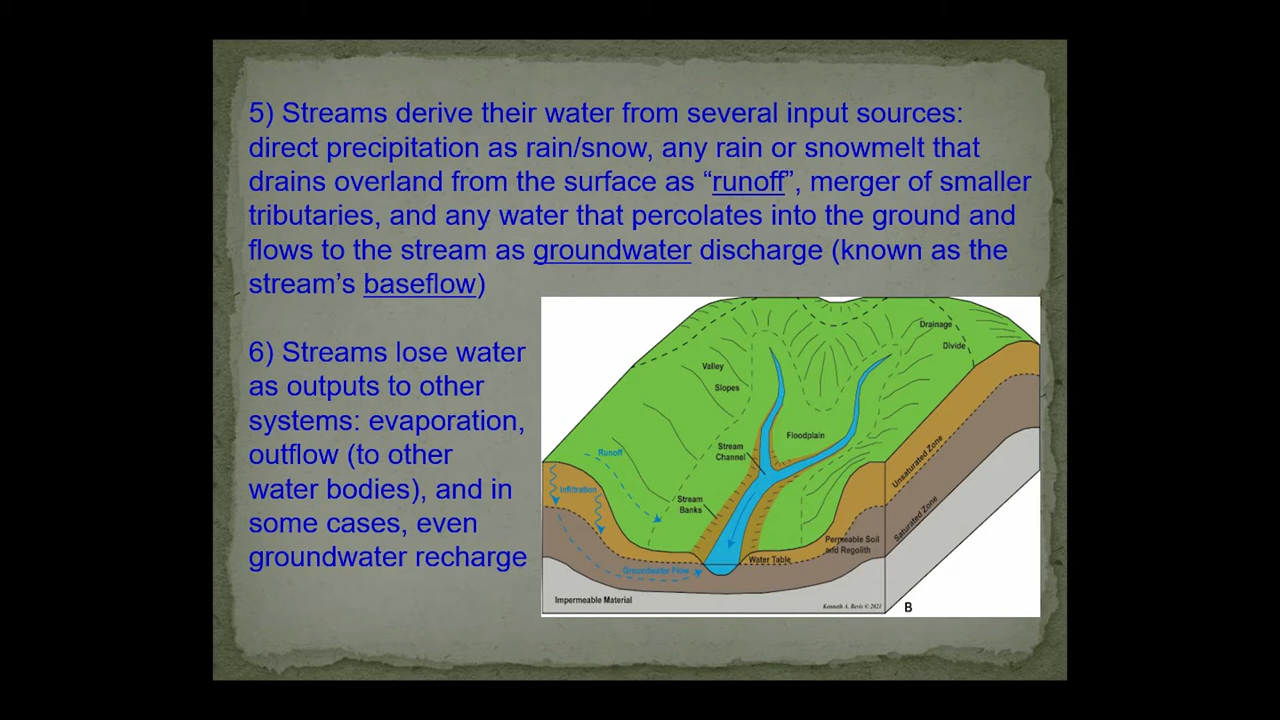 5) Streams derive their water from several input sources:
direct precipitation as rain/snow, any rain or snowmelt that
drains overland from the surface as “runoff”, merger of smaller
tributaries, and any water that percolates into the ground and
flows to the stream as groundwater discharge (known as the
stream’s baseflow)
6) Streams lose water
as outputs to other
systems: evaporation,
outflow (to other
water bodies), and in
some cases, even
groundwater recharge
Drainage
Divide
Valley
Slopes
Floodplain
Stream
Channel
Runoff
Infiltration
Stream
Banks
Unsaturated Zone
Saturated Zone
Permeable Soil
and Regolith
Water Table
Groundwater Flow
Impermeable Material
Kenneth A. Bevis © 2021
B